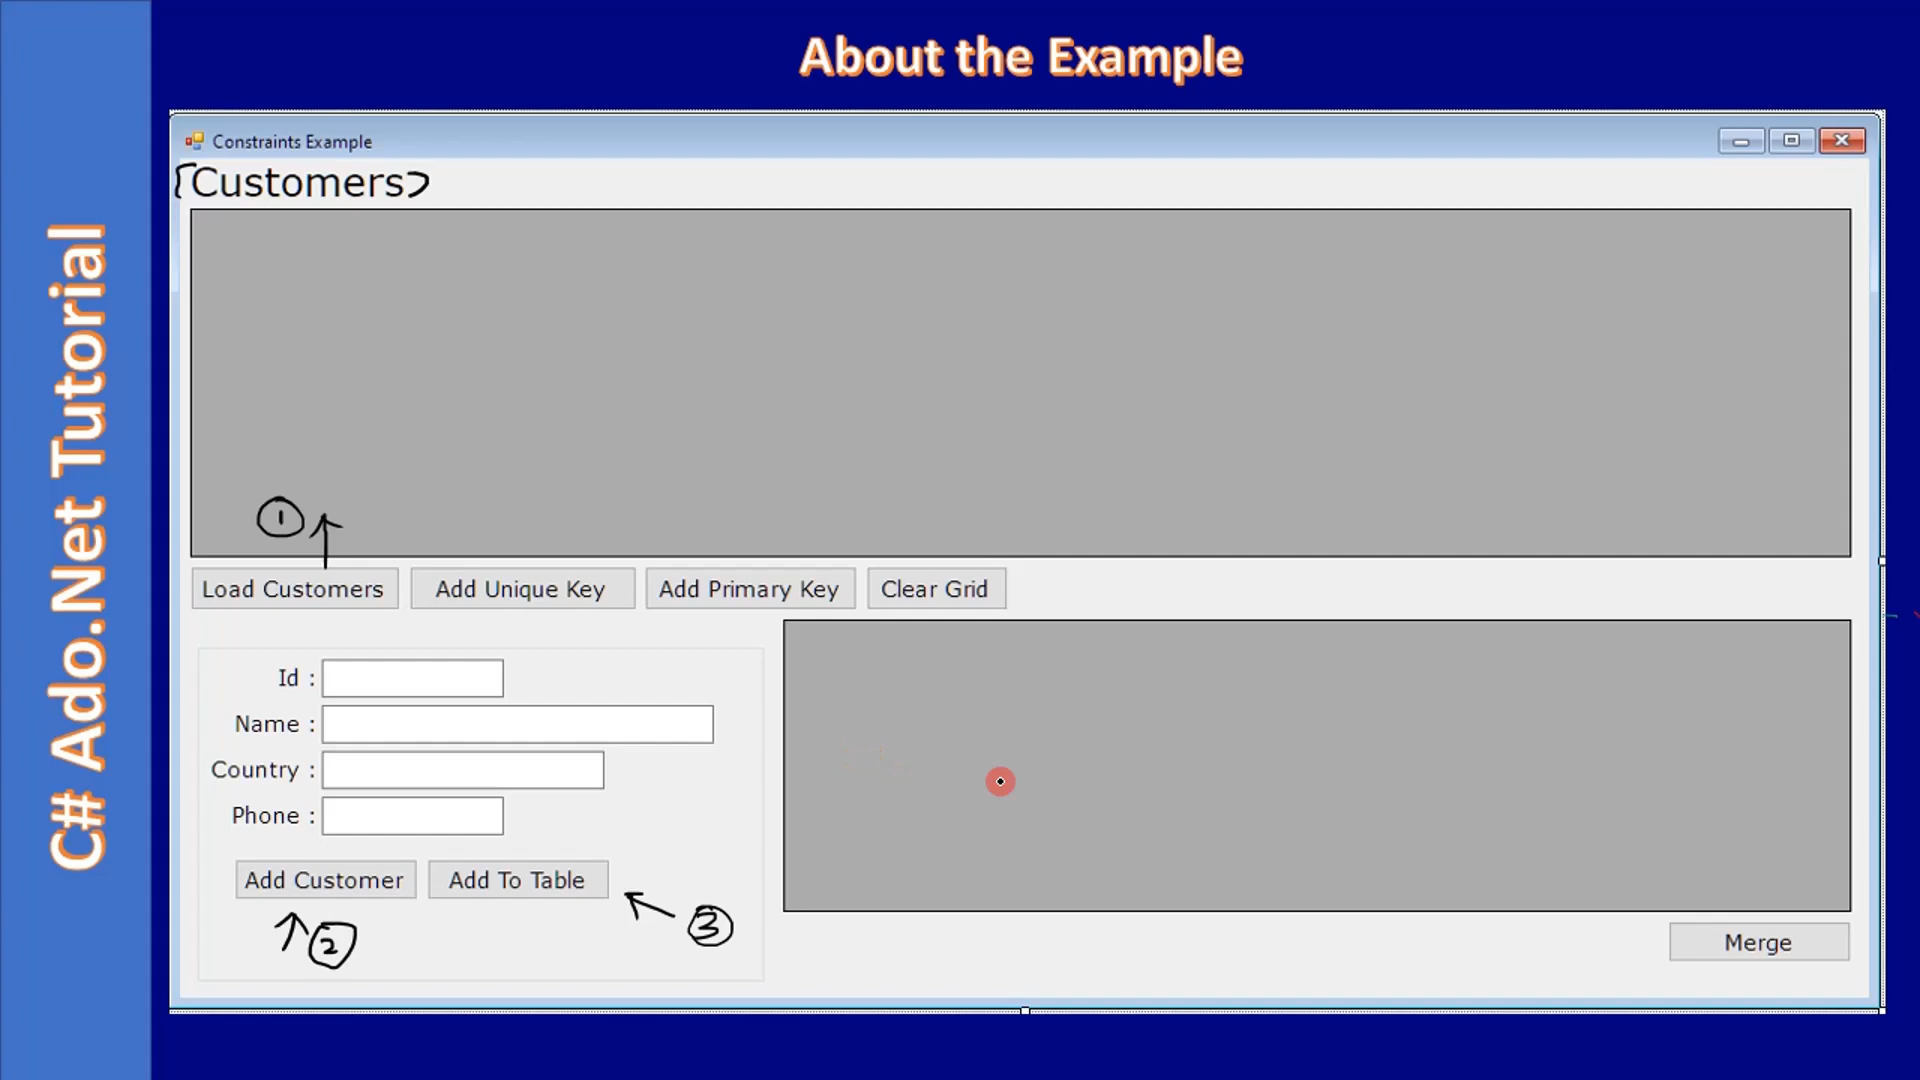 About the Example
C# Ado.Net Tutorial
Constraints Example
Customers
1
Load Customers
Add Unique Key
Add Primary Key
Clear Grid
Id :
Name :
Country :
Phone :
Add Customer
Add To Table
2
3
Merge